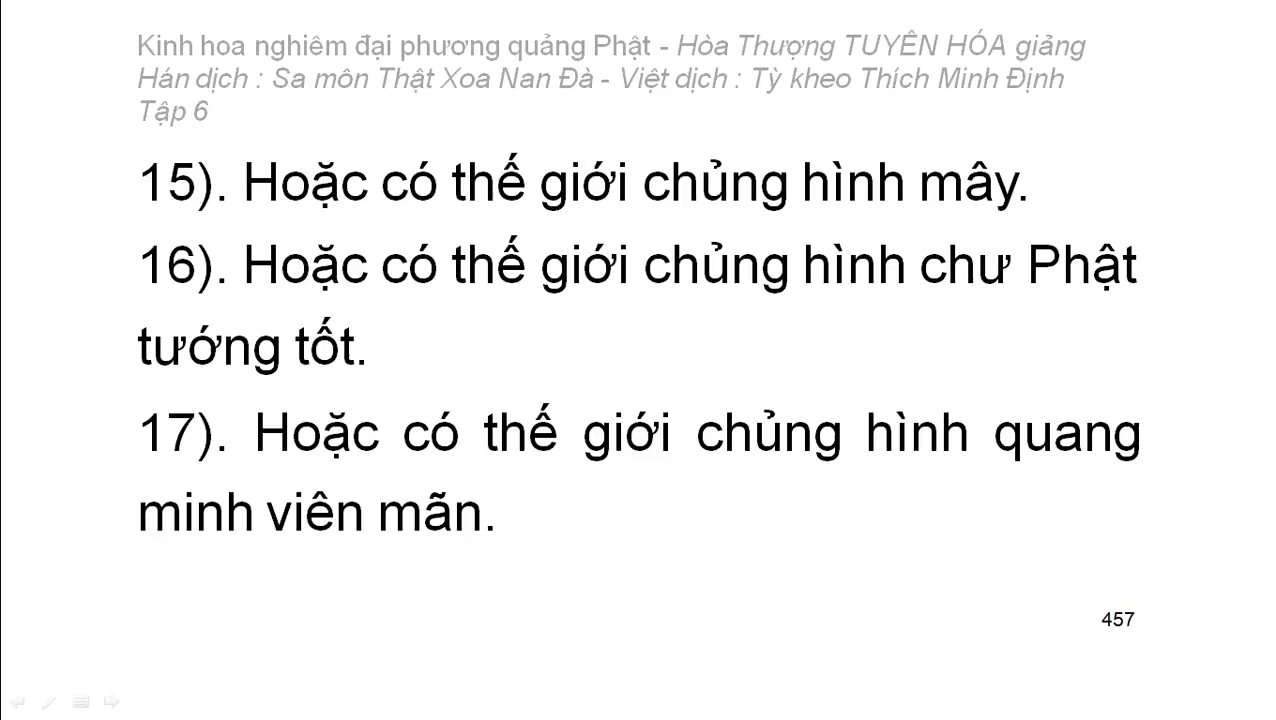 Kinh hoa nghiêm đại phương quảng Phật - Hòa Thượng TUYÊN HÓA giảng
Hán dịch : Sa môn Thật Xoa Nan Đà - Việt dịch : Tỳ kheo Thích Minh Định
Tập 6
15). Hoặc có thế giới chủng hình mây.
16). Hoặc có thế giới chủng hình chư Phật
tướng tốt.
17). Hoặc có thế giới chủng hình quang
minh viên mãn.
457